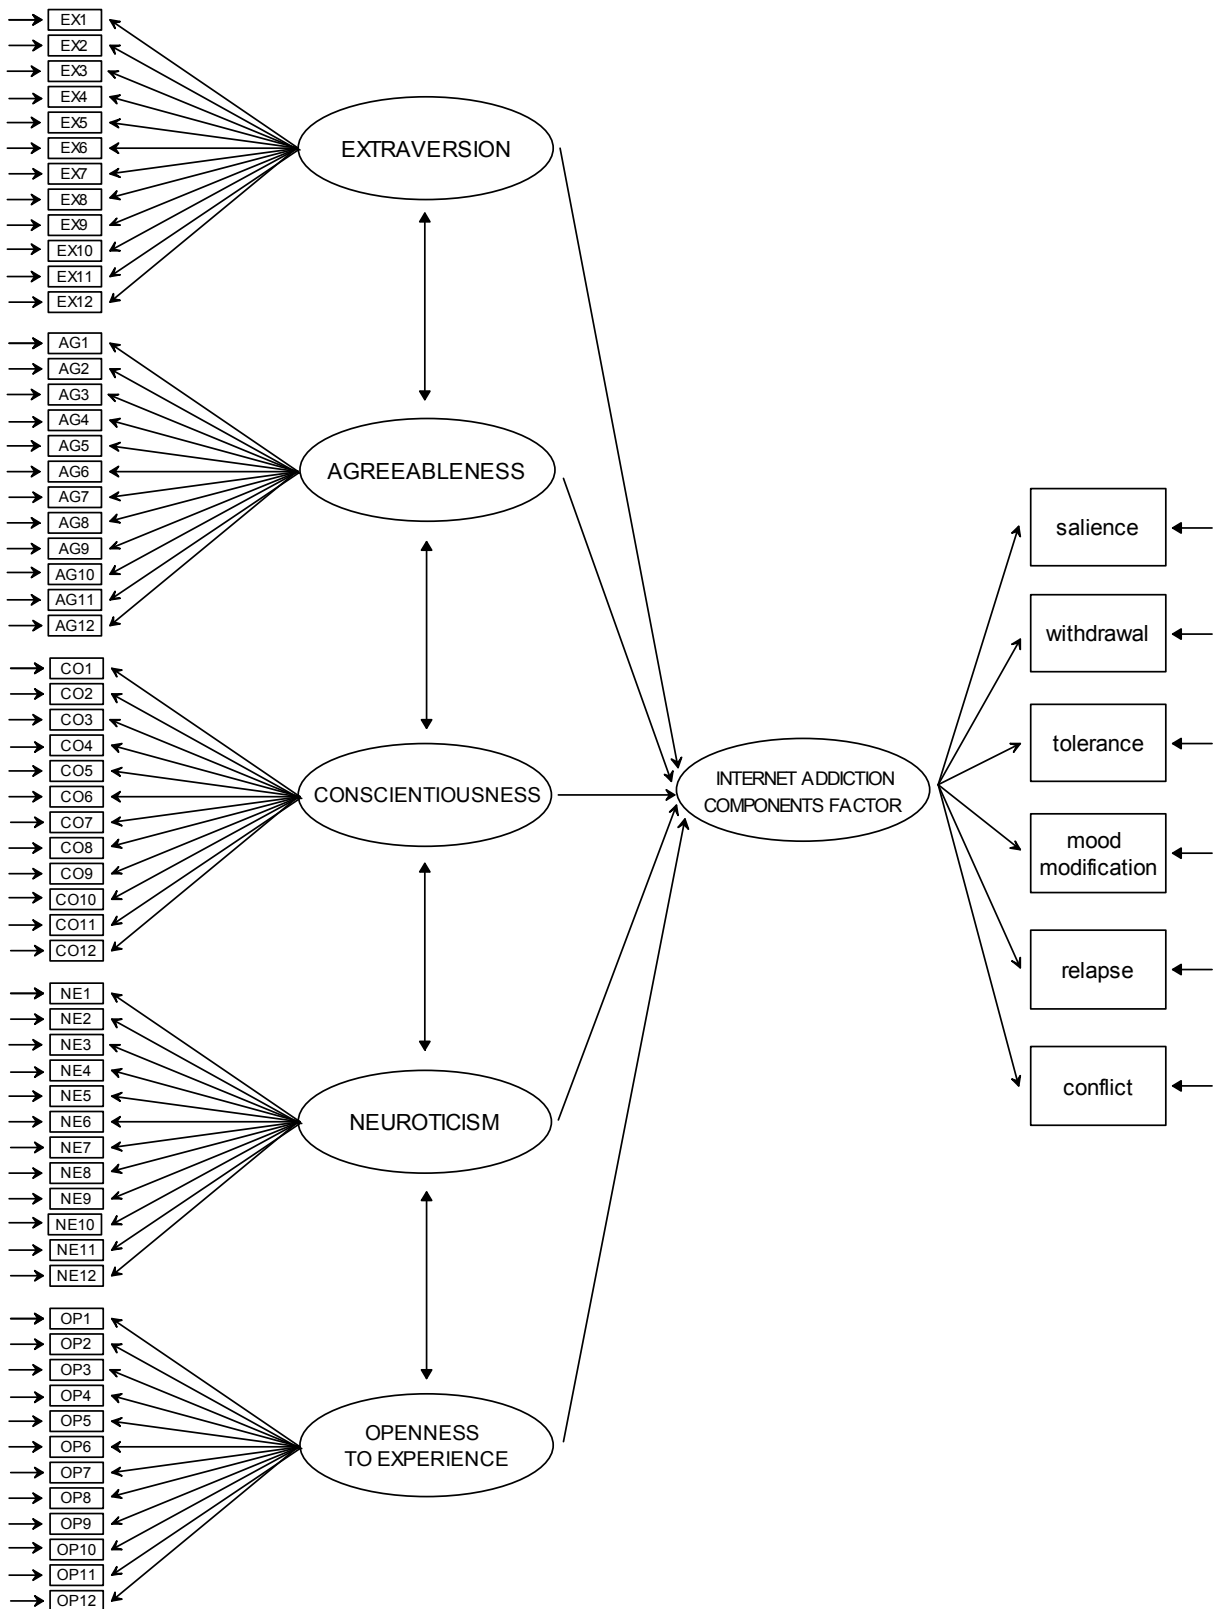 EX1
EX2
EX3
EX4
EX5
EX6
EX7
EX8
EX9
EX10
EX11
EX12
EXTRAVERSION
AG1
AG2
AG3
AG4
AG5
AG6
AG7
AG8
AG9
AG10
AG11
AG12
AGREEABLENESS
CO1
CO2
CO3
CO4
CO5
CO6
CO7
CO8
CO9
CO10
CO11
CO12
CONSCIENTIOUSNESS
NE1
NE2
NE3
NE4
NE5
NE6
NE7
NE8
NE9
NE10
NE11
NE12
NEUROTICISM
OP1
OP2
OP3
OP4
OP5
OP6
OP7
OP8
OP9
OP10
OP11
OP12
OPENNESS
TO EXPERIENCE
INTERNET ADDICTION
COMPONENTS FACTOR
salience
withdrawal
tolerance
mood
modification
relapse
conflict